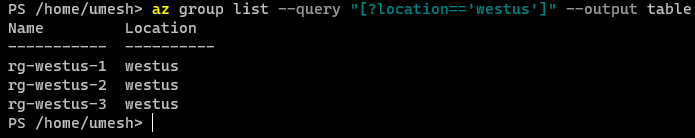 PS /home/umesh> az group list --query "[?location=='westus']" --output table
Name         Location
-----------  ----------
rg-westus-1  westus
rg-westus-2  westus
rg-westus-3  westus
PS /home/umesh>